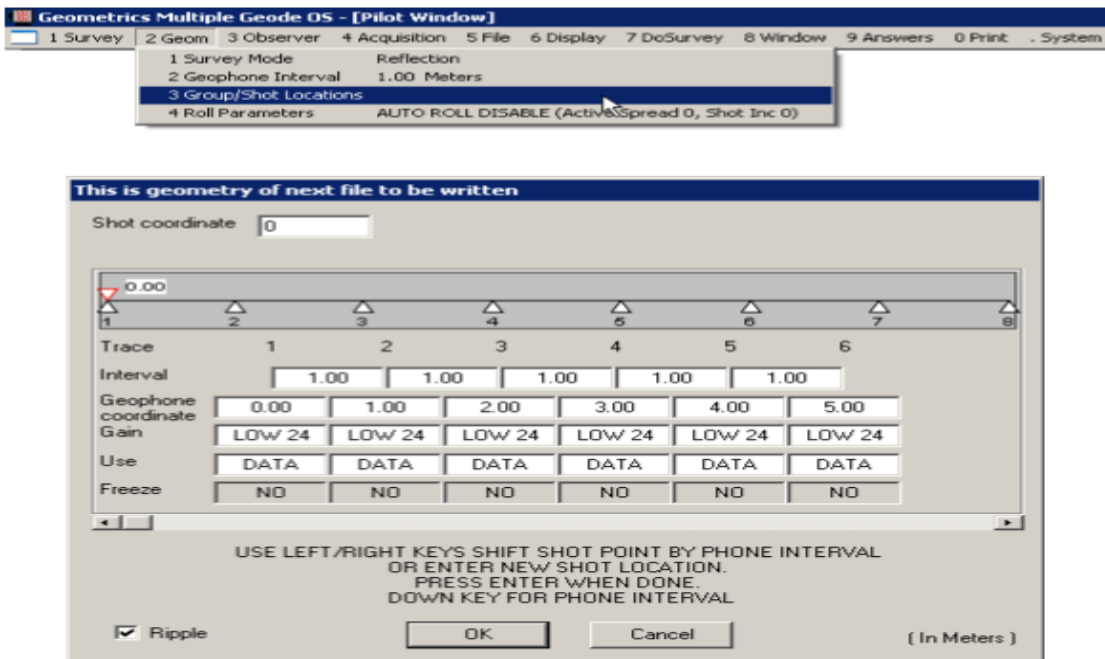 Geometrics Multiple Geode OS - [Pilot Window]
1 Survey 2 Geom 3 Observer 4 Acquisition 5 File 6 Display 7 DoSurvey 8 Window 9 Answers 0 Print . System
1 Survey Mode Reflection
2 Geophone Interval 1.00 Meters
3 Group/Shot Locations
4 Roll Parameters AUTO ROLL DISABLE (Active Spread 0, Shot Inc 0)
This is geometry of next file to be written
Shot coordinate 0
0.00
1 2 3 4 5 6 7 8
Trace 1 2 3 4 5 6
Interval 1.00 1.00 1.00 1.00 1.00
Geophone coordinate 0.00 1.00 2.00 3.00 4.00 5.00
Gain LOW 24 LOW 24 LOW 24 LOW 24 LOW 24 LOW 24
Use DATA DATA DATA DATA DATA DATA
Freeze NO NO NO NO NO NO
USE LEFT/RIGHT KEYS SHIFT SHOT POINT BY PHONE INTERVAL
OR ENTER NEW SHOT LOCATION.
PRESS ENTER WHEN DONE.
DOWN KEY FOR PHONE INTERVAL
Ripple OK Cancel ( In Meters )